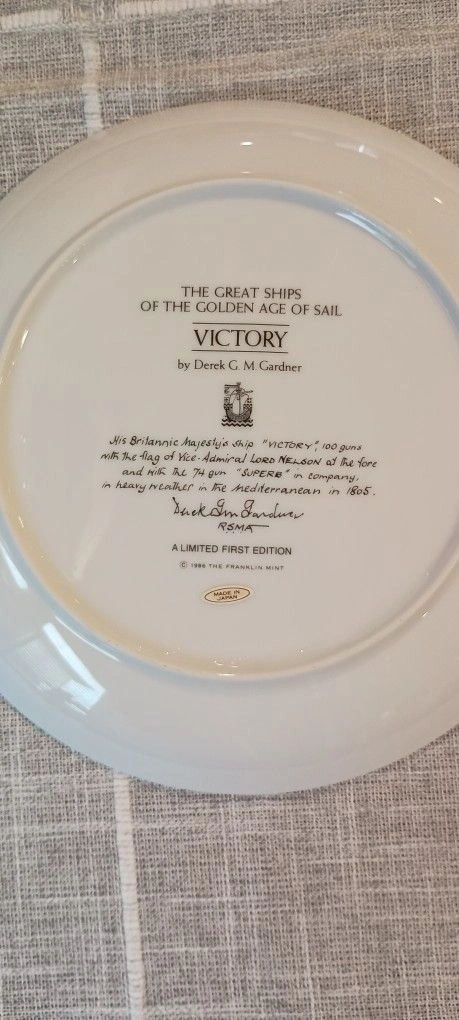 THE GREAT SHIPS
OF THE GOLDEN AGE OF SAIL
VICTORY
by Derek G. M. Gardner
His Britannic Majesty's Ship "VICTORY", 100 guns
with the flag of Vice-Admiral LORD NELSON at the fore
and with the 74 gun "SUPERB" in company,
in heavy weather in the Mediterranean in 1805.
Derek Gm Gardner
RSMA
A LIMITED FIRST EDITION
© 1986 THE FRANKLIN MINT
MADE IN
JAPAN